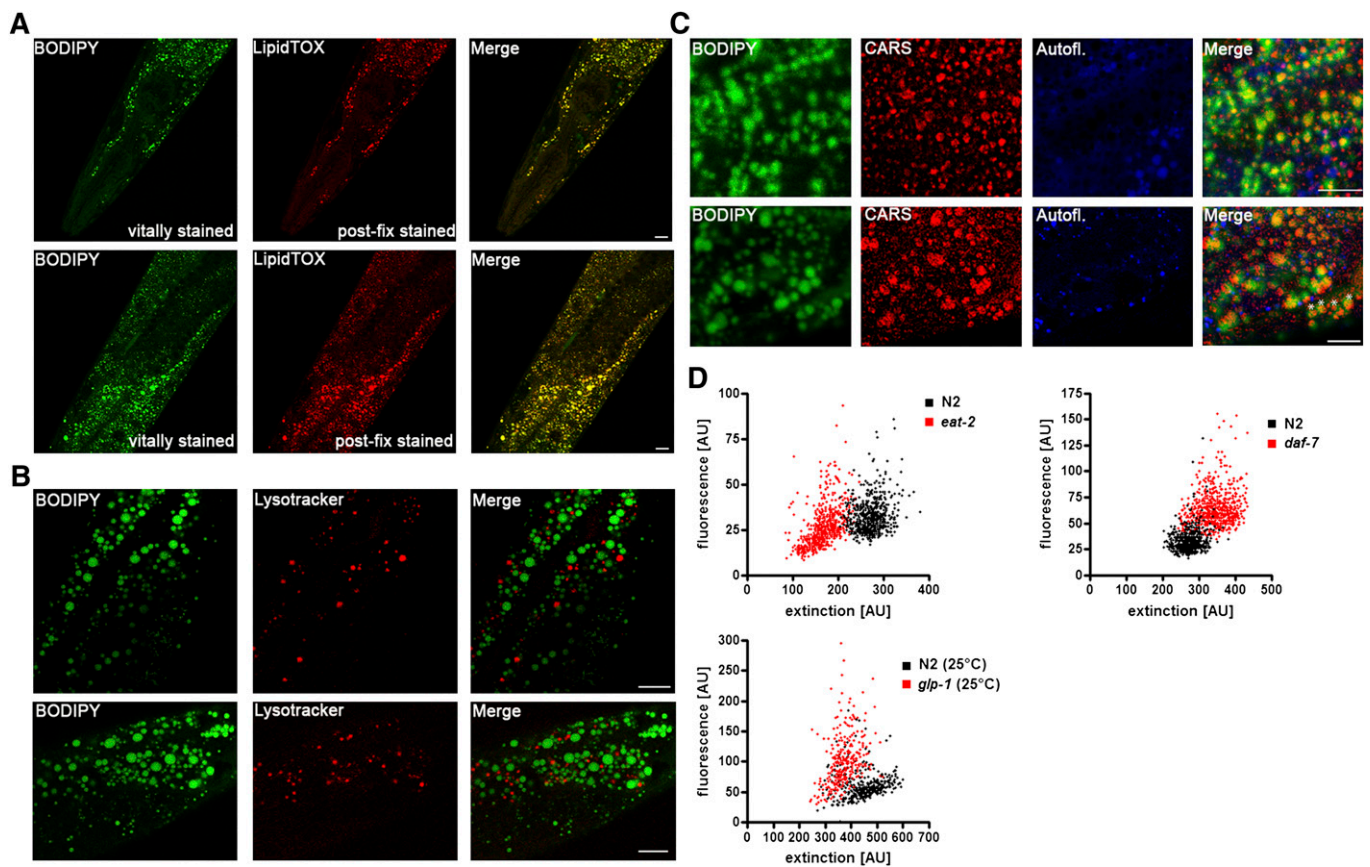 A
BODIPY LipidTOX Merge
vitally stained post-fix stained
BODIPY LipidTOX Merge
vitally stained post-fix stained
B
BODIPY Lysotracker Merge
BODIPY Lysotracker Merge
C
BODIPY CARS Autofl. Merge
BODIPY CARS Autofl. Merge
* * * *
D
fluorescence [AU]
100
75
50
25
0
0 100 200 300 400
extinction [AU]
N2
eat-2
fluorescence [AU]
175
150
125
100
75
50
25
0
0 100 200 300 400 500
extinction [AU]
N2
daf-7
fluorescence [AU]
300
250
200
150
100
50
0
0 100 200 300 400 500 600 700
extinction [AU]
N2 (25°C)
glp-1 (25°C)